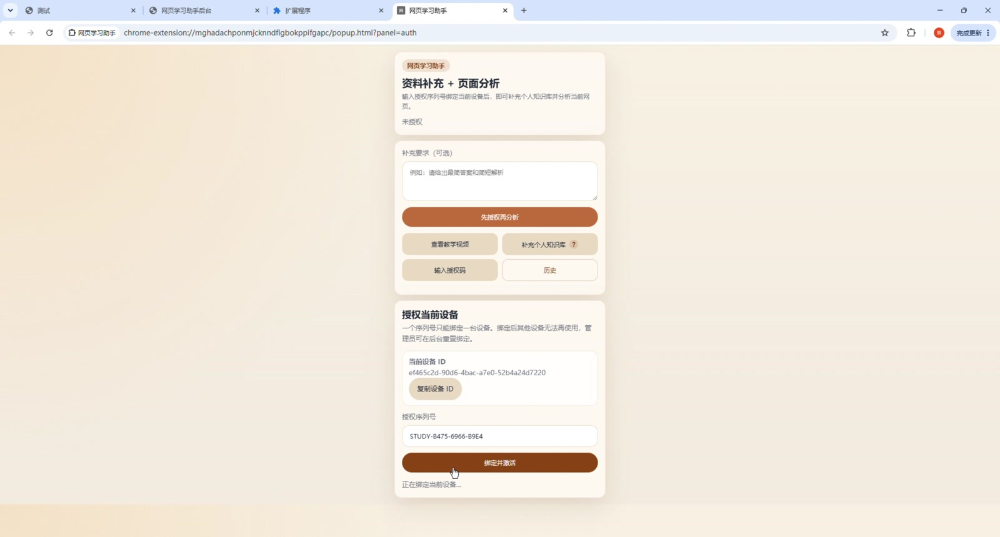 测试
网页学习助手后台
扩展程序
网页学习助手
网页学习助手
chrome-extension://mghadachponmjcknndfigbokppifgapc/popup.html?panel=auth
完成更新
网页学习助手
资料补充 + 页面分析
输入授权序列号绑定当前设备后，即可补充个人知识库并分析当前网
页。
未授权
补充要求（可选）
例如：请给出最简答案和简短解析
先授权再分析
查看教学视频
补充个人知识库 ?
输入授权码
历史
授权当前设备
一个序列号只能绑定一台设备。绑定后其他设备无法再使用，管
理员可在后台重置绑定。
当前设备 ID
ef465c2d-90d6-4bac-a7e0-52b4a24d7220
复制设备 ID
授权序列号
STUDY-B475-6966-B9E4
绑定并激活
正在绑定当前设备...